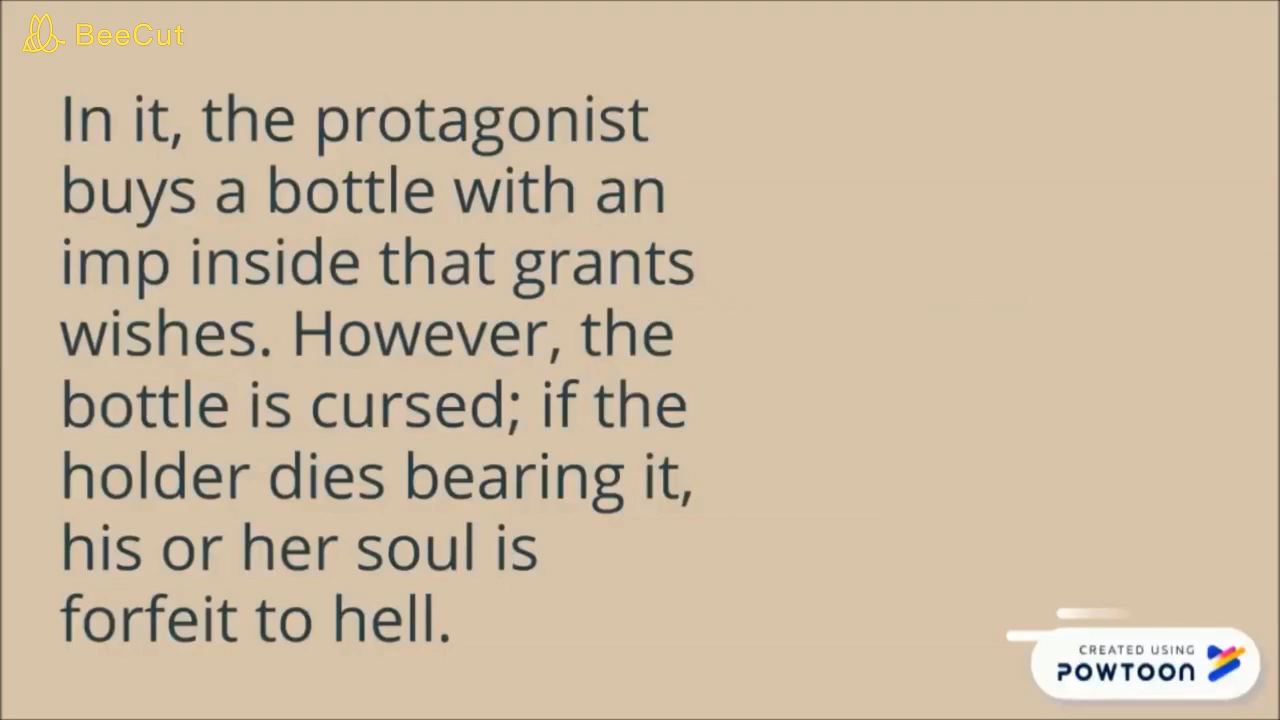 BeeCut
In it, the protagonist
buys a bottle with an
imp inside that grants
wishes. However, the
bottle is cursed; if the
holder dies bearing it,
his or her soul is
forfeit to hell.
CREATED USING
POWTOON